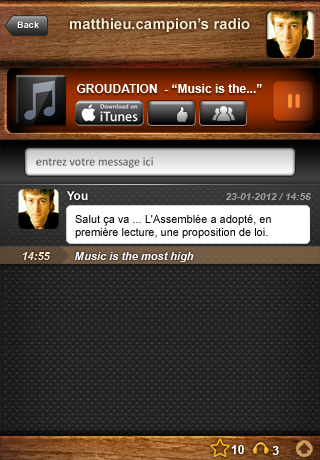 Back
matthieu.campion's radio
GROUDATION - “Music is the...”
Download on
iTunes
entrez votre message ici
You
23-01-2012 / 14:56
Salut ça va ... L'Assemblée a adopté, en
première lecture, une proposition de loi.
14:55 Music is the most high
10
3